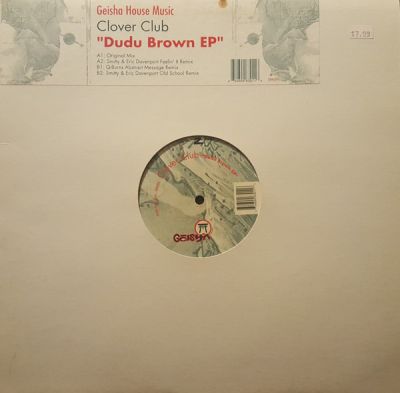 Geisha House Music
Clover Club
"Dudu Brown EP"
A1: Original Mix
A2: Smitty & Eric Davenport Feelin' It Remix
B1: Q-Burns Abstract Message Remix
B2: Smitty & Eric Davenport Old School Remix
$7.99
GEISHA